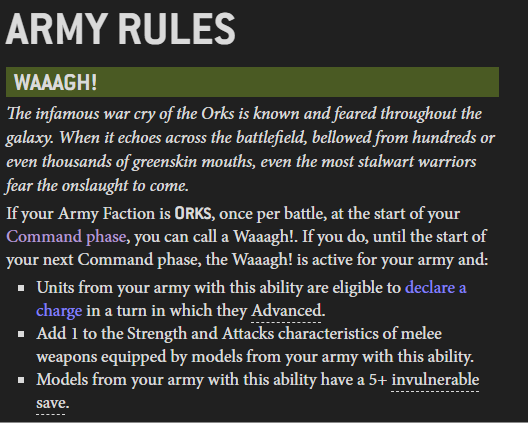 ARMY RULES
WAAAGH!
The infamous war cry of the Orks is known and feared throughout the
galaxy. When it echoes across the battlefield, bellowed from hundreds or
even thousands of greenskin mouths, even the most stalwart warriors
fear the onslaught to come.
If your Army Faction is ORKS, once per battle, at the start of your
Command phase, you can call a Waaagh!. If you do, until the start of
your next Command phase, the Waaagh! is active for your army and:
▪ Units from your army with this ability are eligible to declare a
charge in a turn in which they Advanced.
▪ Add 1 to the Strength and Attacks characteristics of melee
weapons equipped by models from your army with this ability.
▪ Models from your army with this ability have a 5+ invulnerable
save.